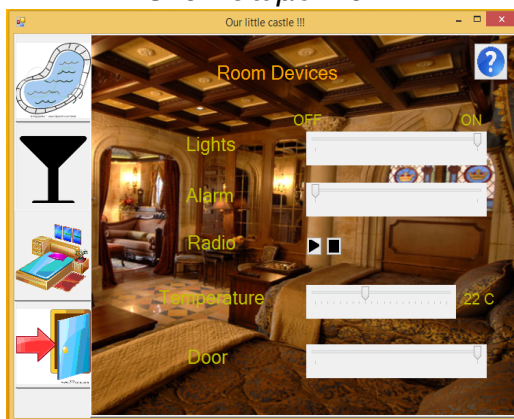 Our little castle !!!
Room Devices
OFF ON
Lights
Alarm
Radio
Temperature 22 C
Door